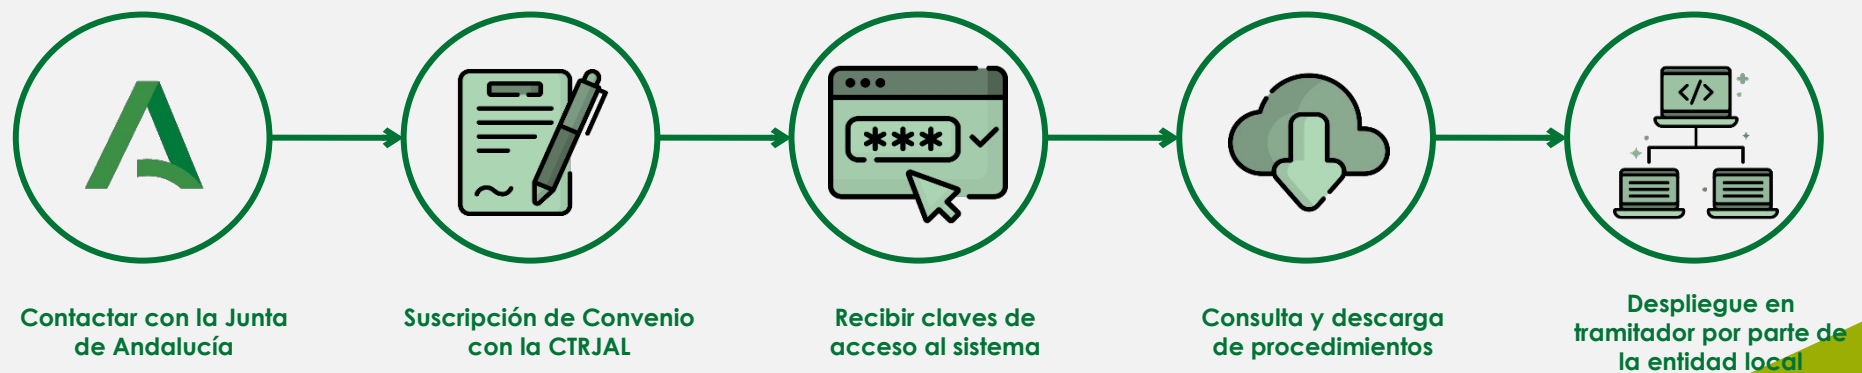 Contactar con la Junta
de Andalucía
Suscripción de Convenio
con la CTRJAL
***
Recibir claves de
acceso al sistema
Consulta y descarga
de procedimientos
</>
Despliegue en
tramitador por parte de
la entidad local